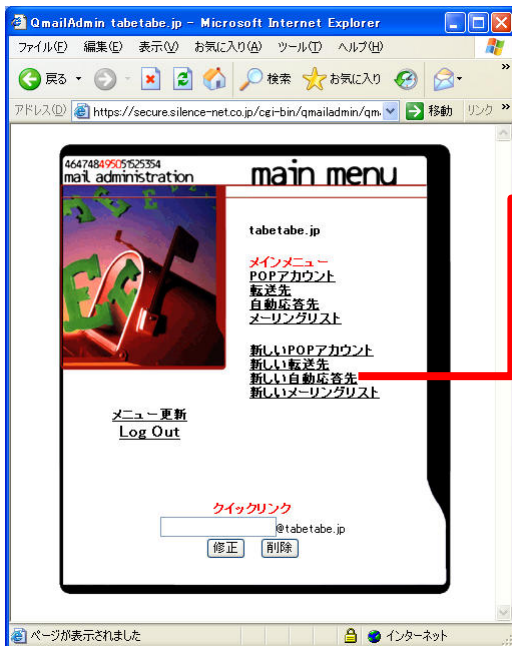 QmailAdmin tabetabe.jp - Microsoft Internet Explorer
ファイル(F) 編集(E) 表示(V) お気に入り(A) ツール(T) ヘルプ(H)
戻る 検索 お気に入り
アドレス(D) https://secure.silence-net.co.jp/cgi-bin/qmailadmin/qm 移動 リンク
464748495051525354
mail administration
main menu
tabetabe.jp
メインメニュー
POPアカウント
転送先
自動応答先
メーリングリスト
新しいPOPアカウント
新しい転送先
新しい自動応答先
新しいメーリングリスト
メニュー更新
Log Out
クイックリンク
@tabetabe.jp
修正 削除
ページが表示されました インターネット